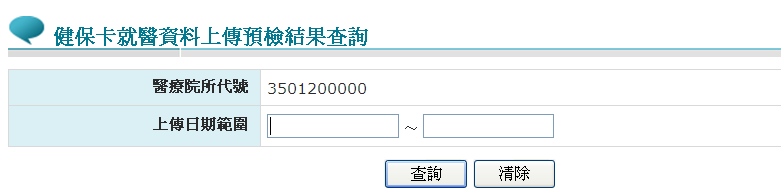 健保卡就醫資料上傳預檢結果查詢
醫療院所代號 3501200000
上傳日期範圍 ～
查詢 清除